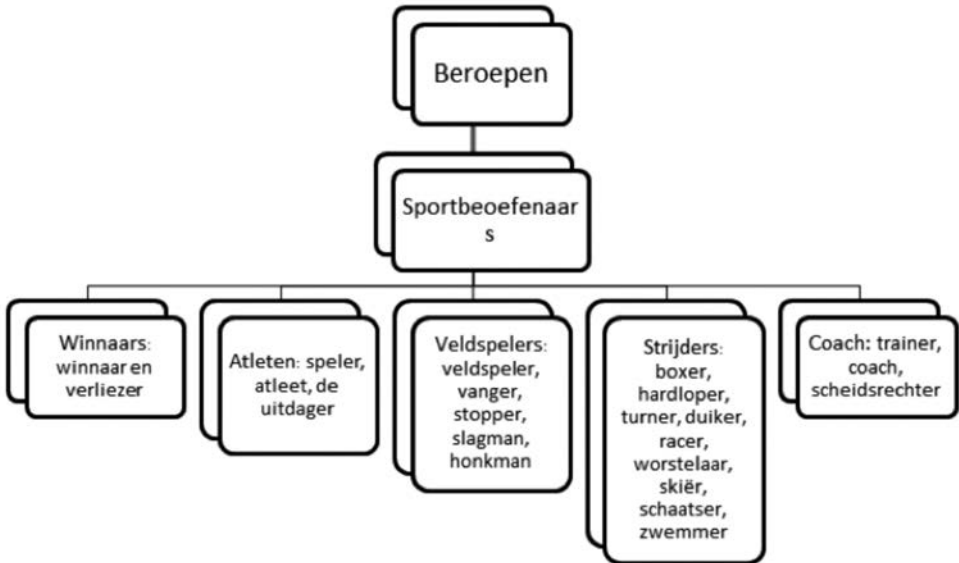 Beroepen
Sportbeoefenaar
s
Winnaars:
winnaar en
verliezer
Atleten: speler,
atleet, de
uitdager
Veldspelers:
veldspeler,
vanger,
stopper,
slagman,
honkman
Strijders:
boxer,
hardloper,
turner, duiker,
racer,
worstelaar,
skiër,
schaatser,
zwemmer
Coach: trainer,
coach,
scheidsrechter